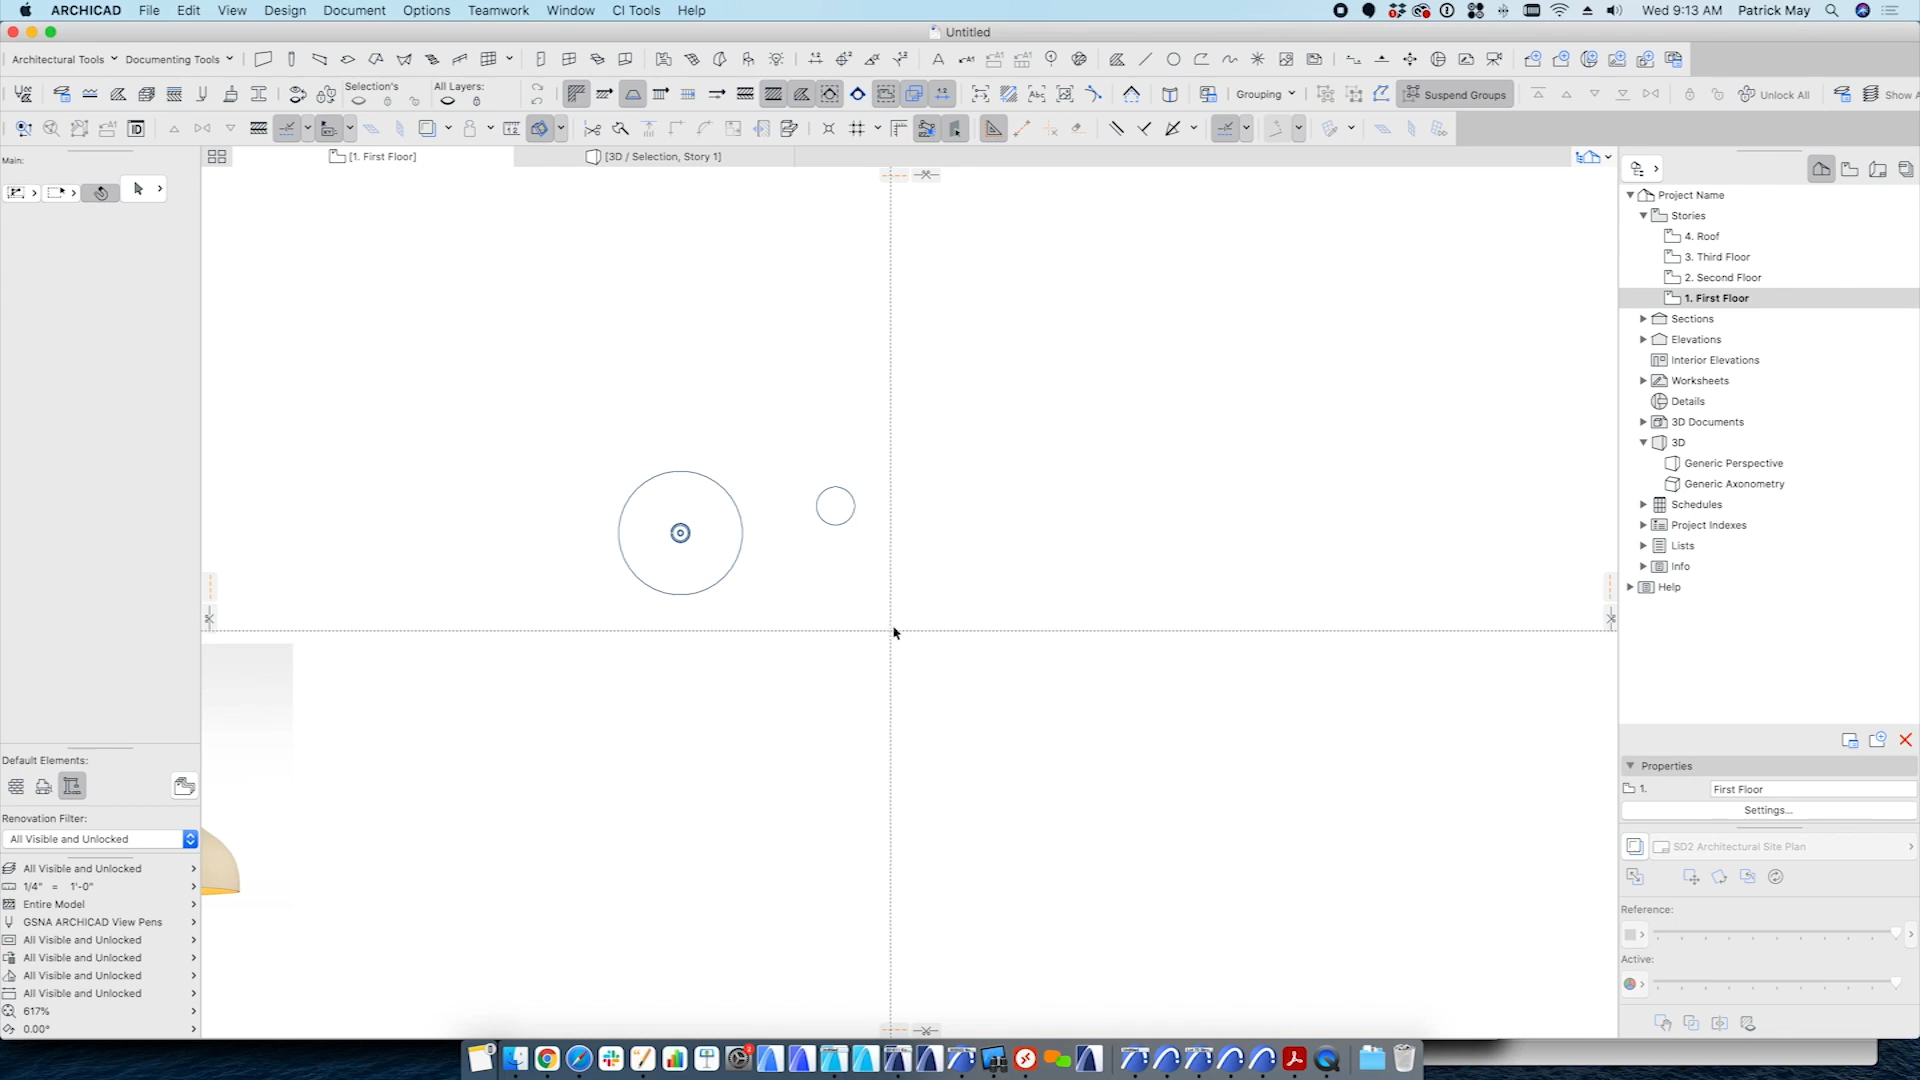 ARCHICAD File Edit View Design Document Options Teamwork Window CI Tools Help
Wed 9:13 AM Patrick May
Untitled
Architectural Tools Documenting Tools
Selection's
All Layers:
Grouping
Suspend Groups
Unlock All
Show A
Main:
[1. First Floor]
[3D / Selection, Story 1]
Project Name
Stories
4. Roof
3. Third Floor
2. Second Floor
1. First Floor
Sections
Elevations
Interior Elevations
Worksheets
Details
3D Documents
3D
Generic Perspective
Generic Axonometry
Schedules
Project Indexes
Lists
Info
Help
Properties
1. First Floor
Settings...
SD2 Architectural Site Plan
Reference:
Active:
Default Elements:
Renovation Filter:
All Visible and Unlocked
All Visible and Unlocked
1/4" = 1'-0"
Entire Model
GSNA ARCHICAD View Pens
All Visible and Unlocked
All Visible and Unlocked
All Visible and Unlocked
All Visible and Unlocked
617%
0.00°